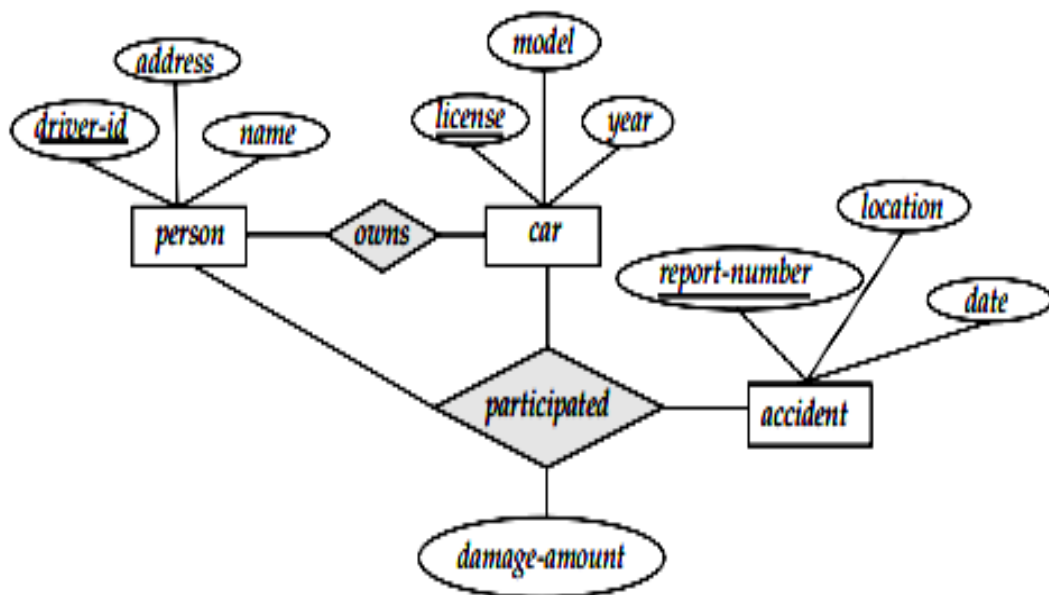 model
address
license
year
driver-id
name
location
person
owns
car
report-number
date
participated
accident
damage-amount